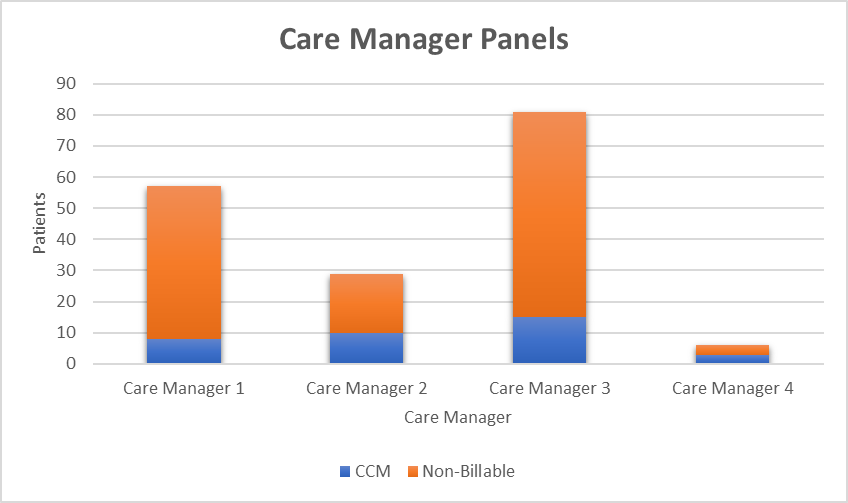 Care Manager Panels
90
80
70
60
50
40
30
20
10
0
Patients
Care Manager 1 Care Manager 2 Care Manager 3 Care Manager 4
Care Manager
CCM Non-Billable